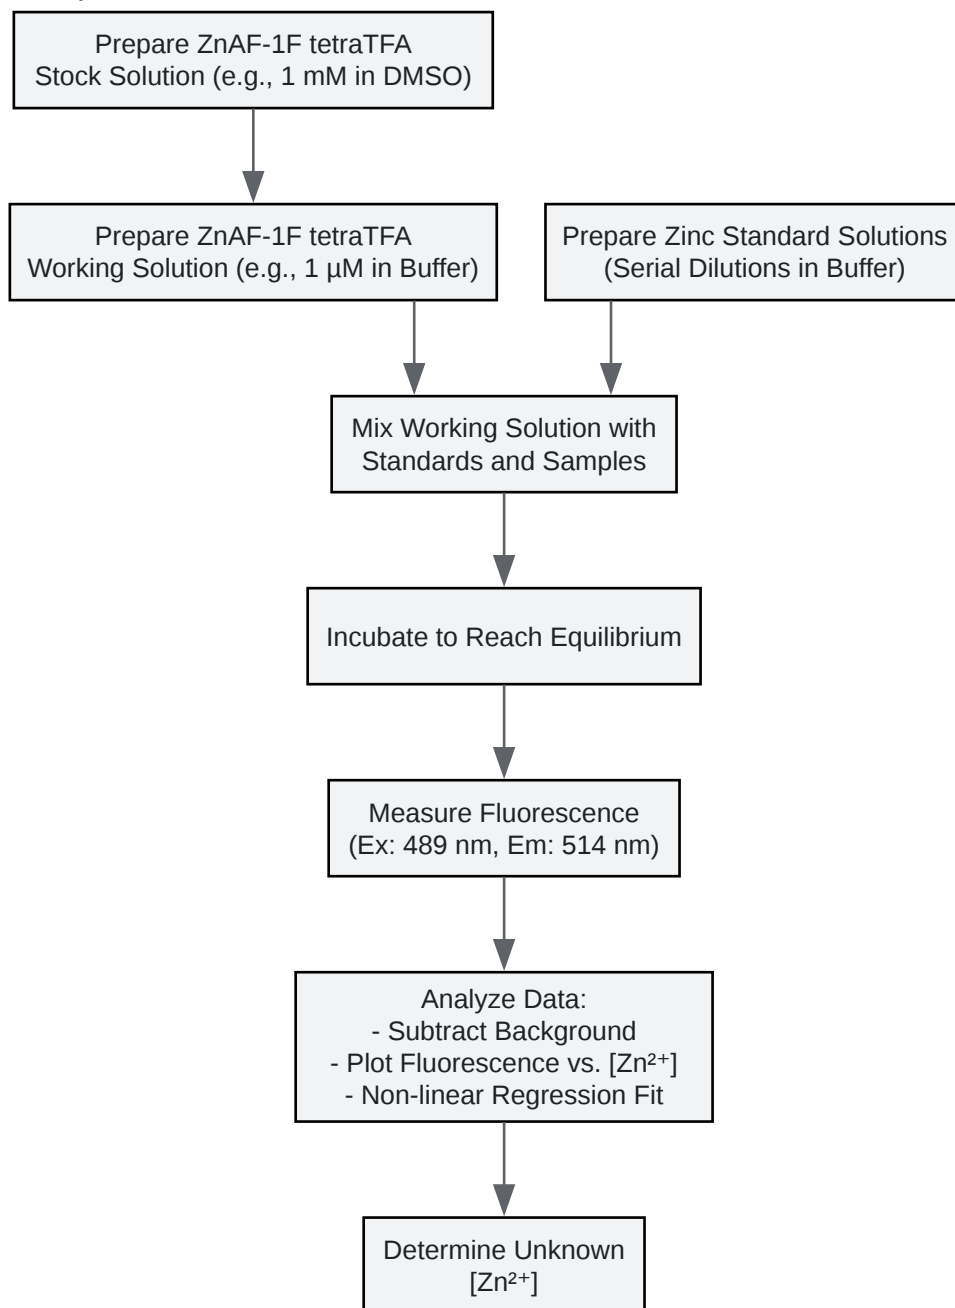 Prepare ZnAF-1F tetraTFA
Stock Solution (e.g., 1 mM in DMSO)
Prepare ZnAF-1F tetraTFA
Working Solution (e.g., 1 µM in Buffer)
Prepare Zinc Standard Solutions
(Serial Dilutions in Buffer)
Mix Working Solution with
Standards and Samples
Incubate to Reach Equilibrium
Measure Fluorescence
(Ex: 489 nm, Em: 514 nm)
Analyze Data:
- Subtract Background
- Plot Fluorescence vs. [Zn²⁺]
- Non-linear Regression Fit
Determine Unknown
[Zn²⁺]